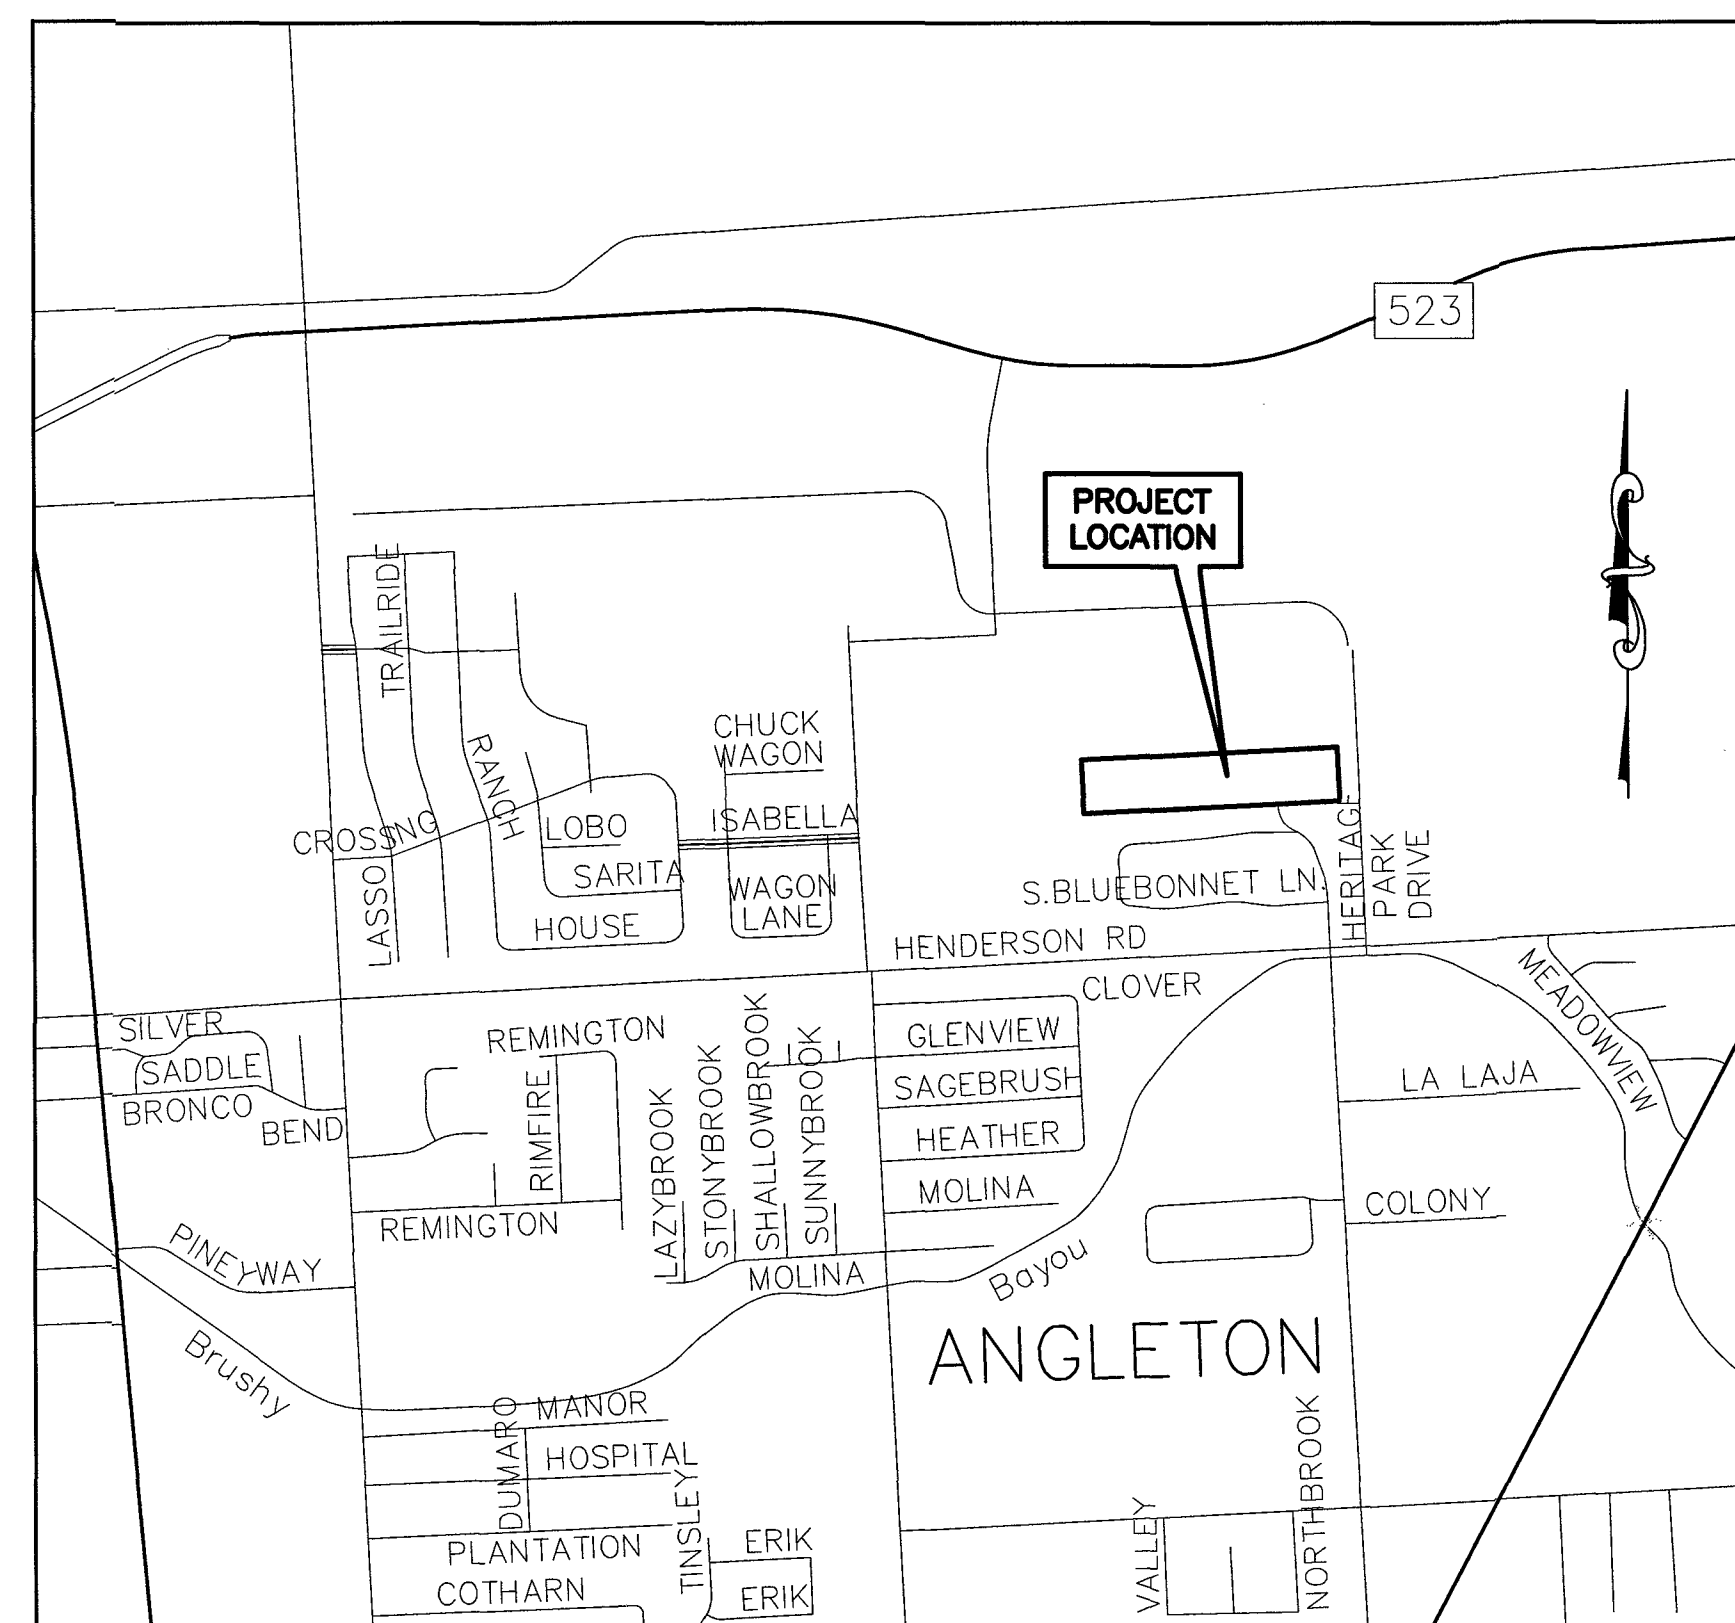 523
PROJECT
LOCATION
TRAILRIDE
RANCH
CHUCK
WAGON
CROSSING
LOBO
ISABELLA
SARITA
LASSO
WAGON
LANE
HOUSE
S.BLUEBONNET LN.
HERITAGE
PARK
DRIVE
HENDERSON RD
CLOVER
MEADOWVIEW
SILVER
SADDLE
BRONCO
BEND
REMINGTON
RIMFIRE
REMINGTON
LAZYBROOK
STONYBROOK
SHALLOWBROOK
SUNNYBROOK
GLENVIEW
SAGEBRUSH
HEATHER
MOLINA
LA LAJA
COLONY
PINEYWAY
MOLINA
Bayou
Brushy
ANGLETON
DUMARO
MANOR
HOSPITAL
TINSLEY
PLANTATION
COTHARN
ERIK
ERIK
VALLEY
NORTHBROOK